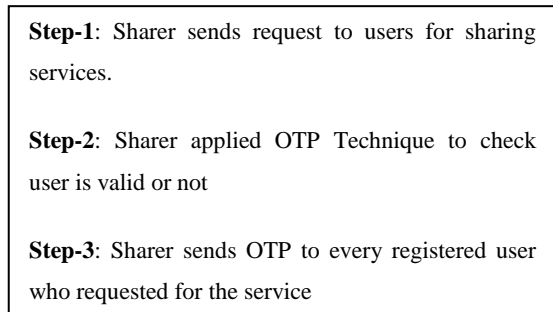 Step-1: Sharer sends request to users for sharing
services.
Step-2: Sharer applied OTP Technique to check
user is valid or not
Step-3: Sharer sends OTP to every registered user
who requested for the service